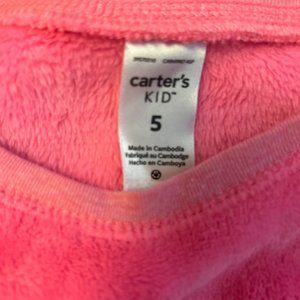 carter's
KID™
5
Made in Cambodia
Fabriqué au Cambodge
Hecho en Camboya